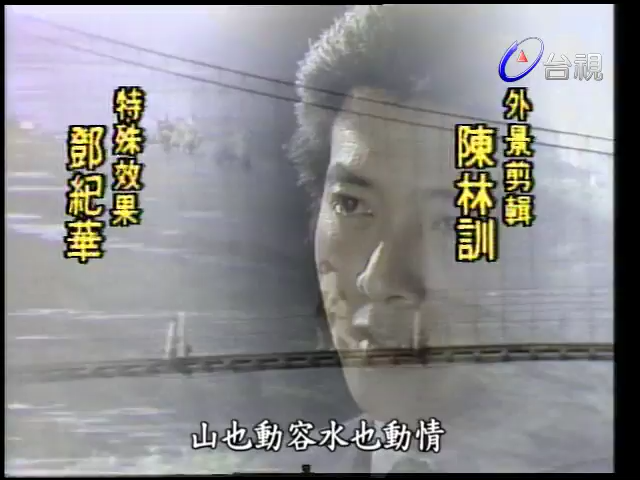 台視
外景剪輯
陳林訓
特殊效果
鄧紀華
山也動容水也動情